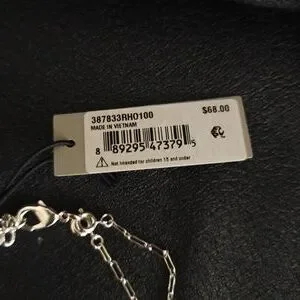 387833RHO100
$68.00
MADE IN VIETNAM
8 89295 47379 5
Not intended for children 15 and under